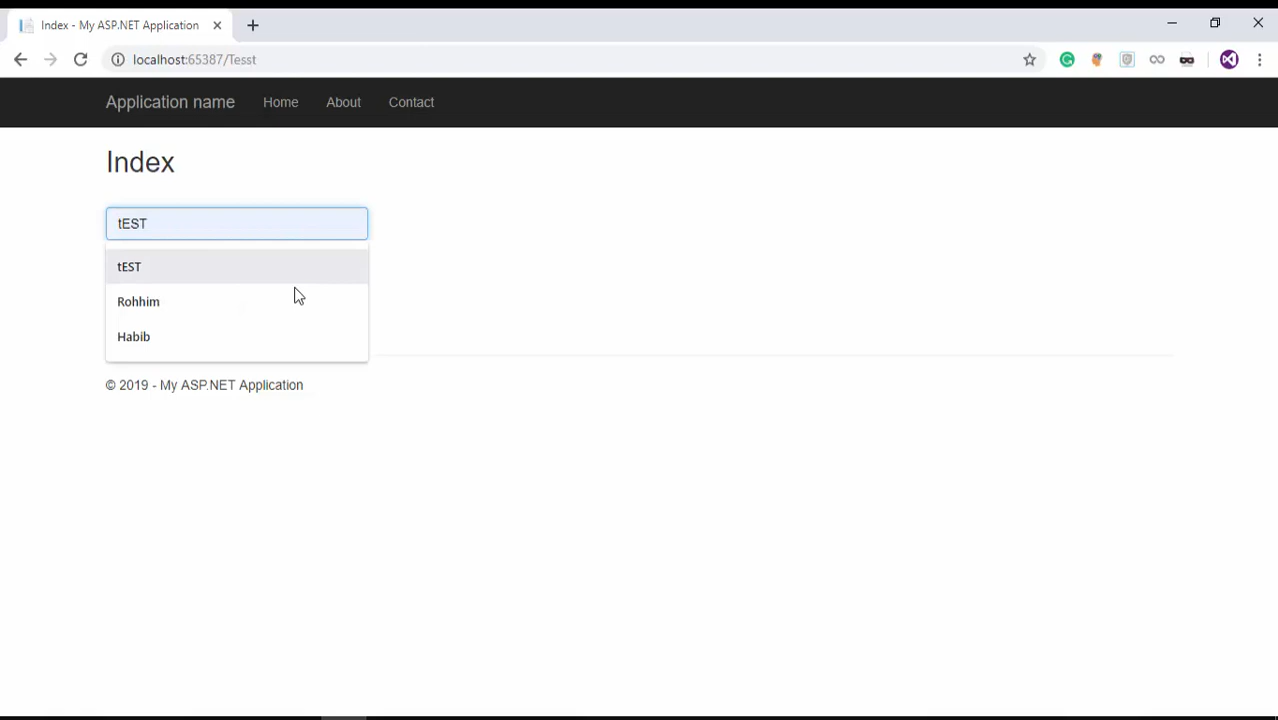 Index - My ASP.NET Application
localhost:65387/Tesst
Application name Home About Contact
Index
tEST
tEST
Rohhim
Habib
© 2019 - My ASP.NET Application